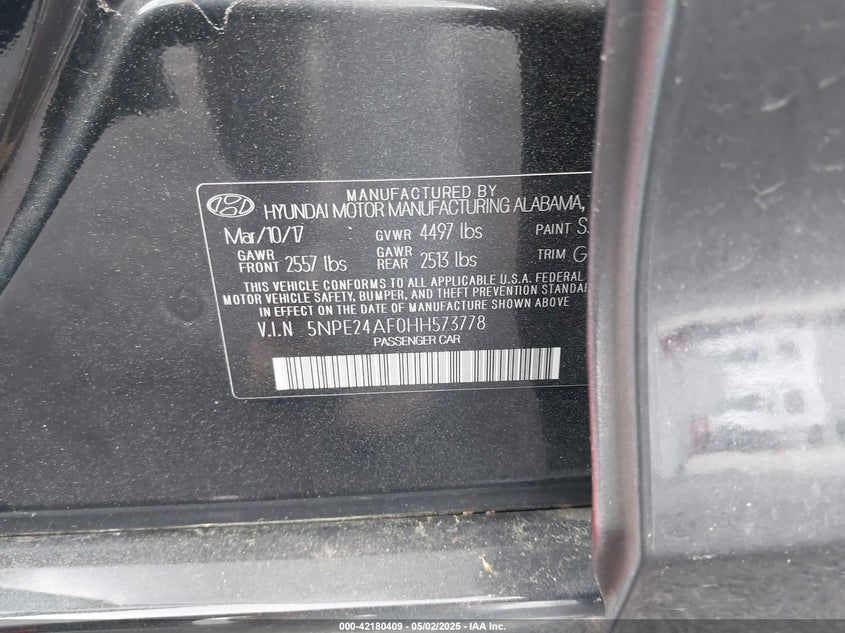 MANUFACTURED BY
HYUNDAI MOTOR MANUFACTURING ALABAMA,
Mar/10/17 GVWR 4497 lbs PAINT
GAWR FRONT 2557 lbs GAWR REAR 2513 lbs TRIM
THIS VEHICLE CONFORMS TO ALL APPLICABLE U.S.A. FEDERAL
MOTOR VEHICLE SAFETY, BUMPER, AND THEFT PREVENTION STANDAR
IN EFFECT ON THE DATE OF MANUFACTURE SHOWN ABOVE
V.I.N 5NPE24AF0HH573778
PASSENGER CAR
000-42180409 - 05/02/2025 - IAA Inc.